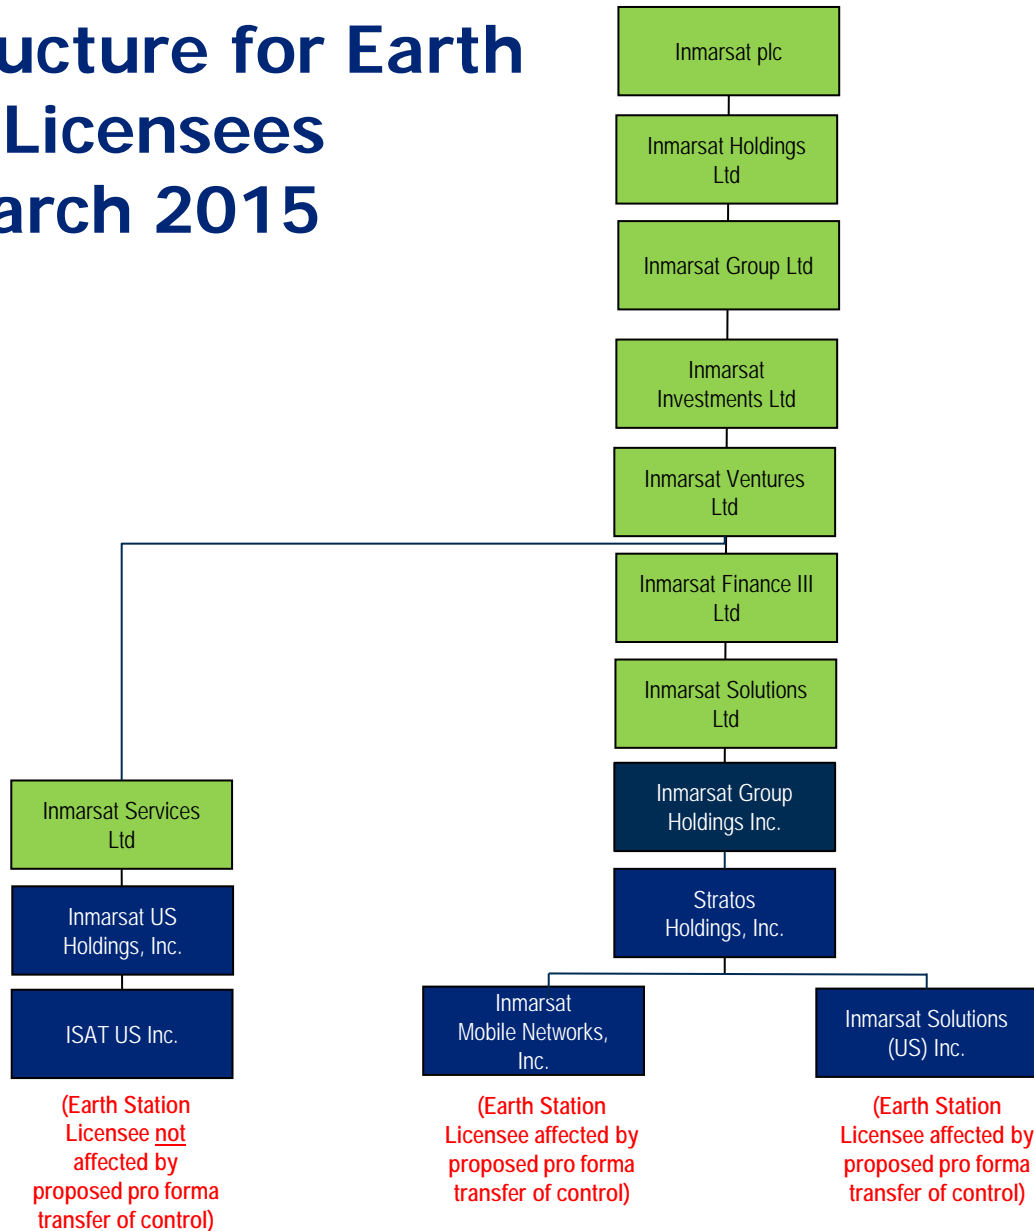 ucture for Earth
Licensees
arch 2015
Inmarsat plc
Inmarsat Holdings
Ltd
Inmarsat Group Ltd
Inmarsat
Investments Ltd
Inmarsat Ventures
Ltd
Inmarsat Finance III
Ltd
Inmarsat Solutions
Ltd
Inmarsat Group
Holdings Inc.
Stratos
Holdings, Inc.
Inmarsat Services
Ltd
Inmarsat US
Holdings, Inc.
ISAT US Inc.
(Earth Station
Licensee not
affected by
proposed pro forma
transfer of control)
Inmarsat
Mobile Networks,
Inc.
(Earth Station
Licensee affected by
proposed pro forma
transfer of control)
Inmarsat Solutions
(US) Inc.
(Earth Station
Licensee affected by
proposed pro forma
transfer of control)